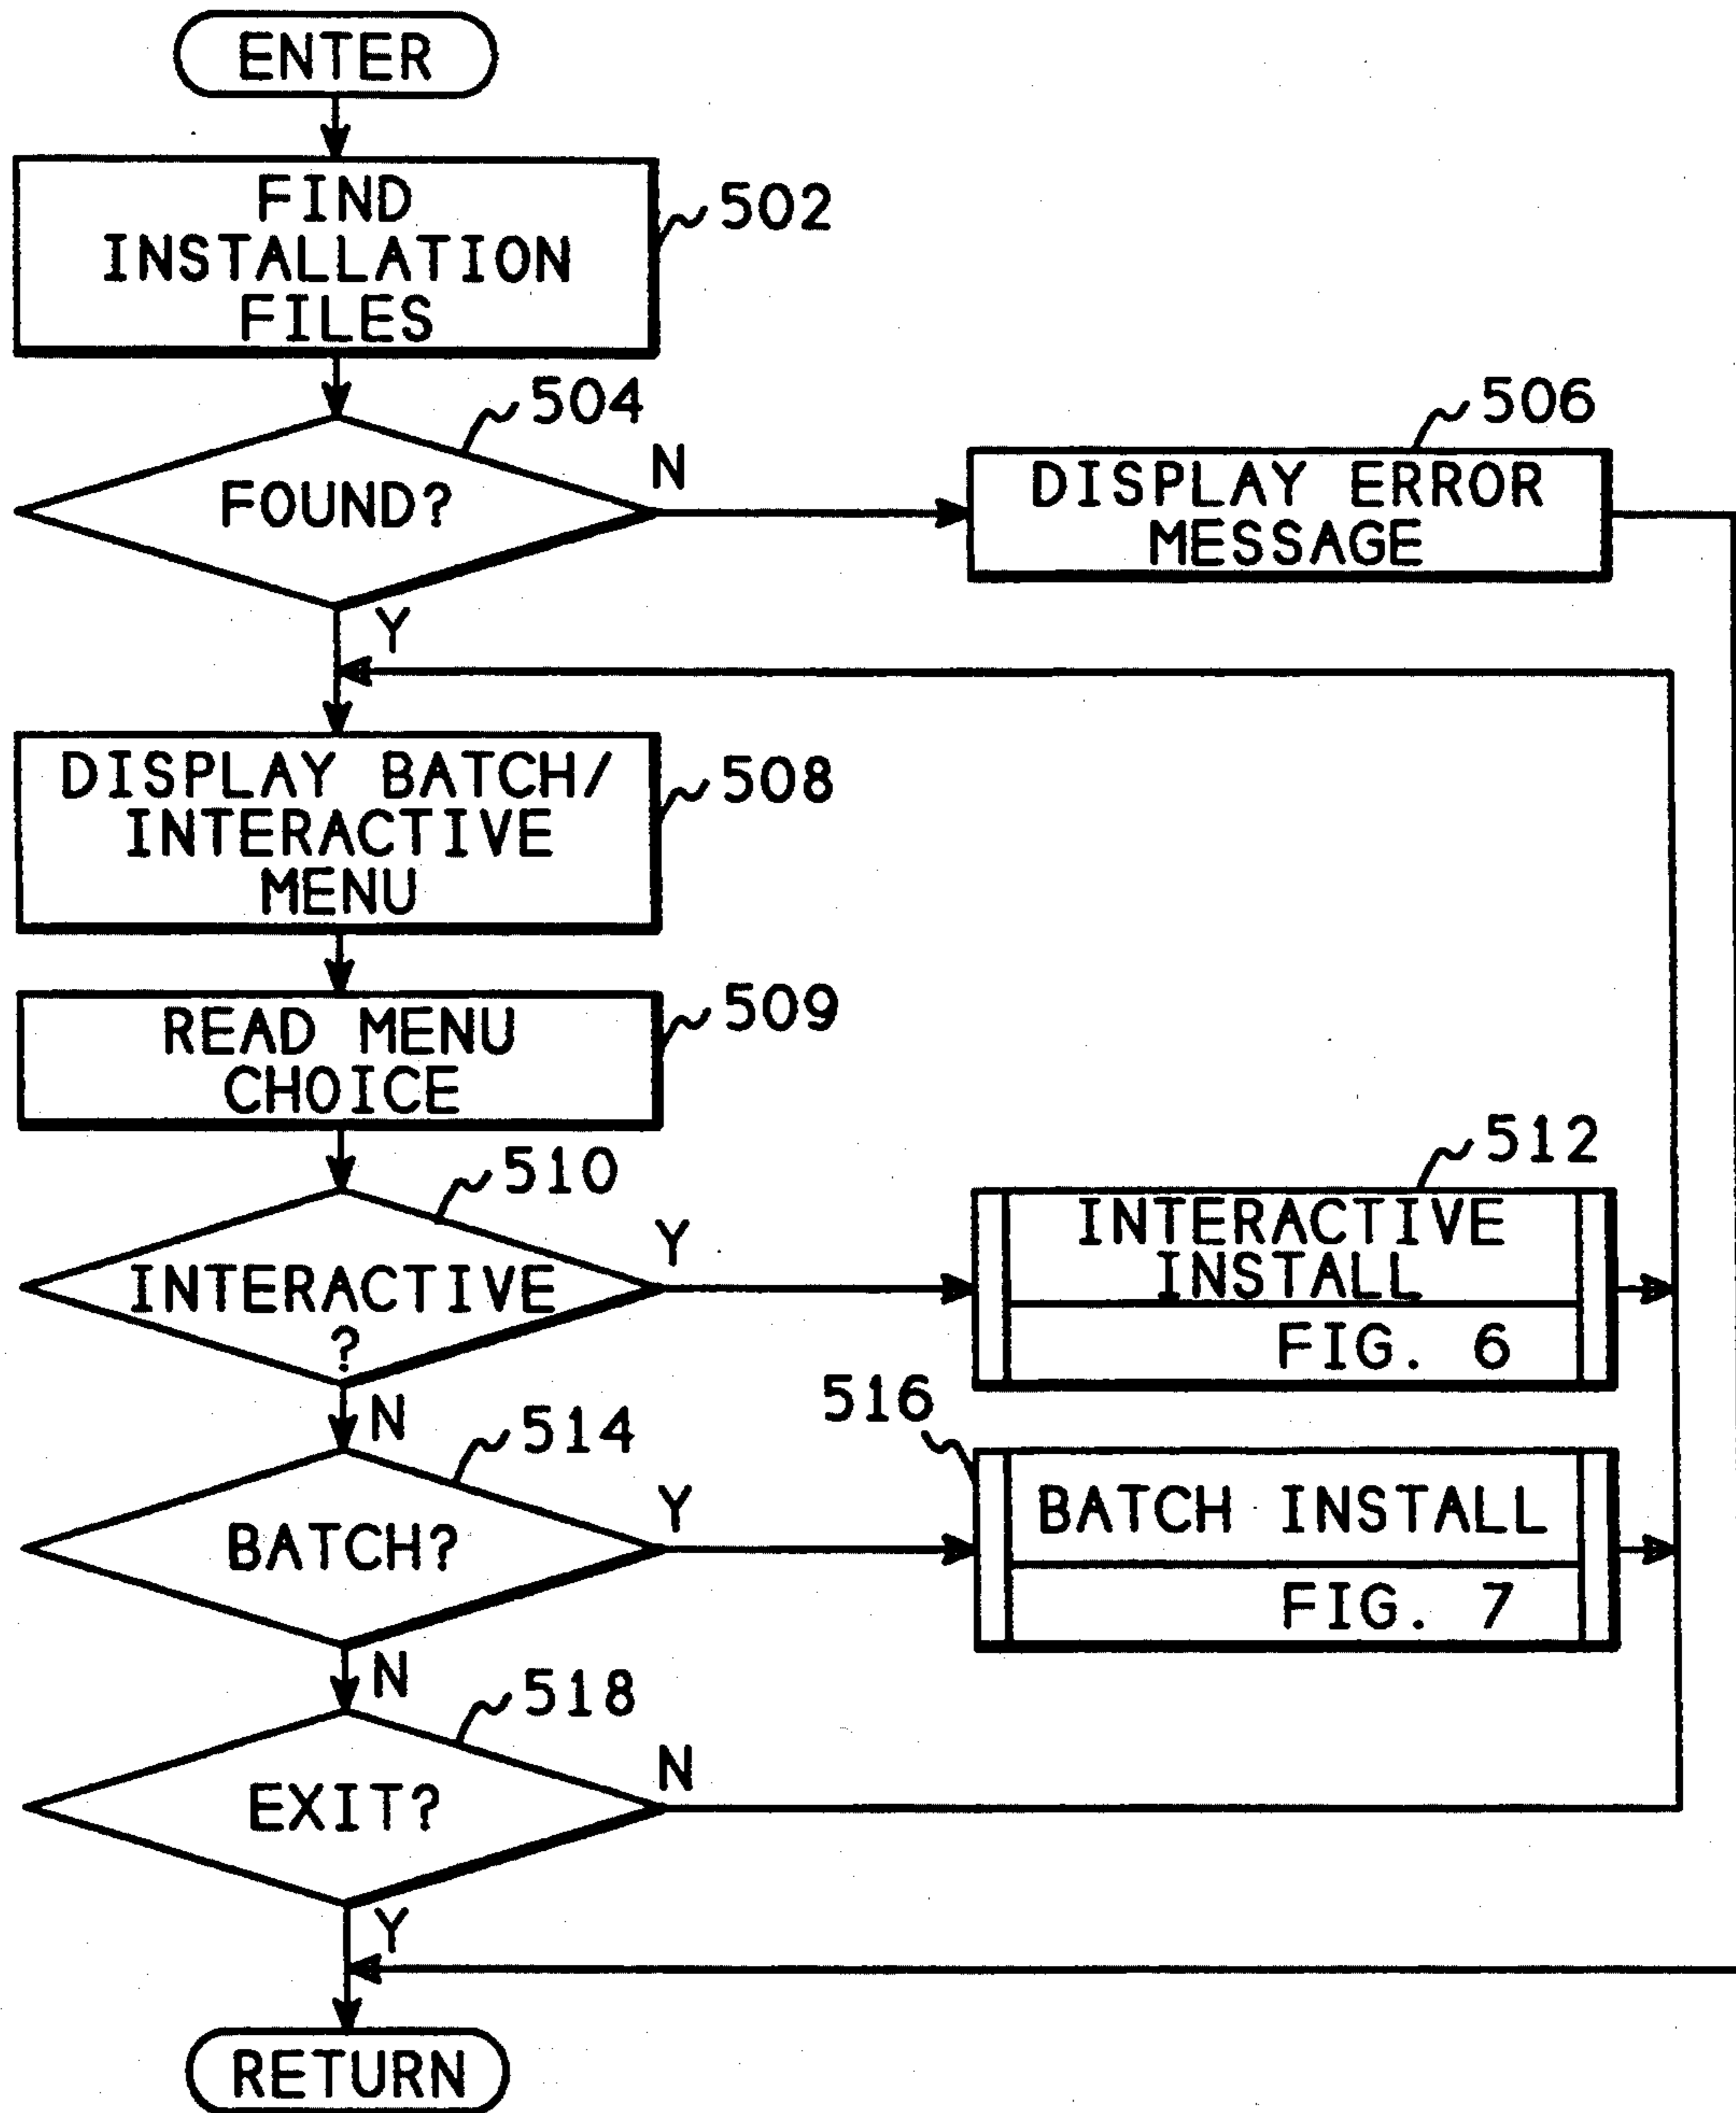 ENTER
FIND
INSTALLATION
FILES
502
504
FOUND?
N
Y
506
DISPLAY ERROR
MESSAGE
DISPLAY BATCH/
INTERACTIVE
MENU
508
READ MENU
CHOICE
509
510
INTERACTIVE
?
Y
N
512
INTERACTIVE
INSTALL
FIG. 6
514
BATCH?
Y
N
516
BATCH INSTALL
FIG. 7
518
EXIT?
N
Y
RETURN